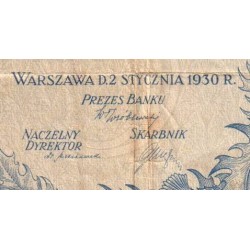 WARSZAWA D. 2 STYCZNIA 1930 R.
PREZES BANKU
NACZELNY SKARBNIK
DYREKTOR